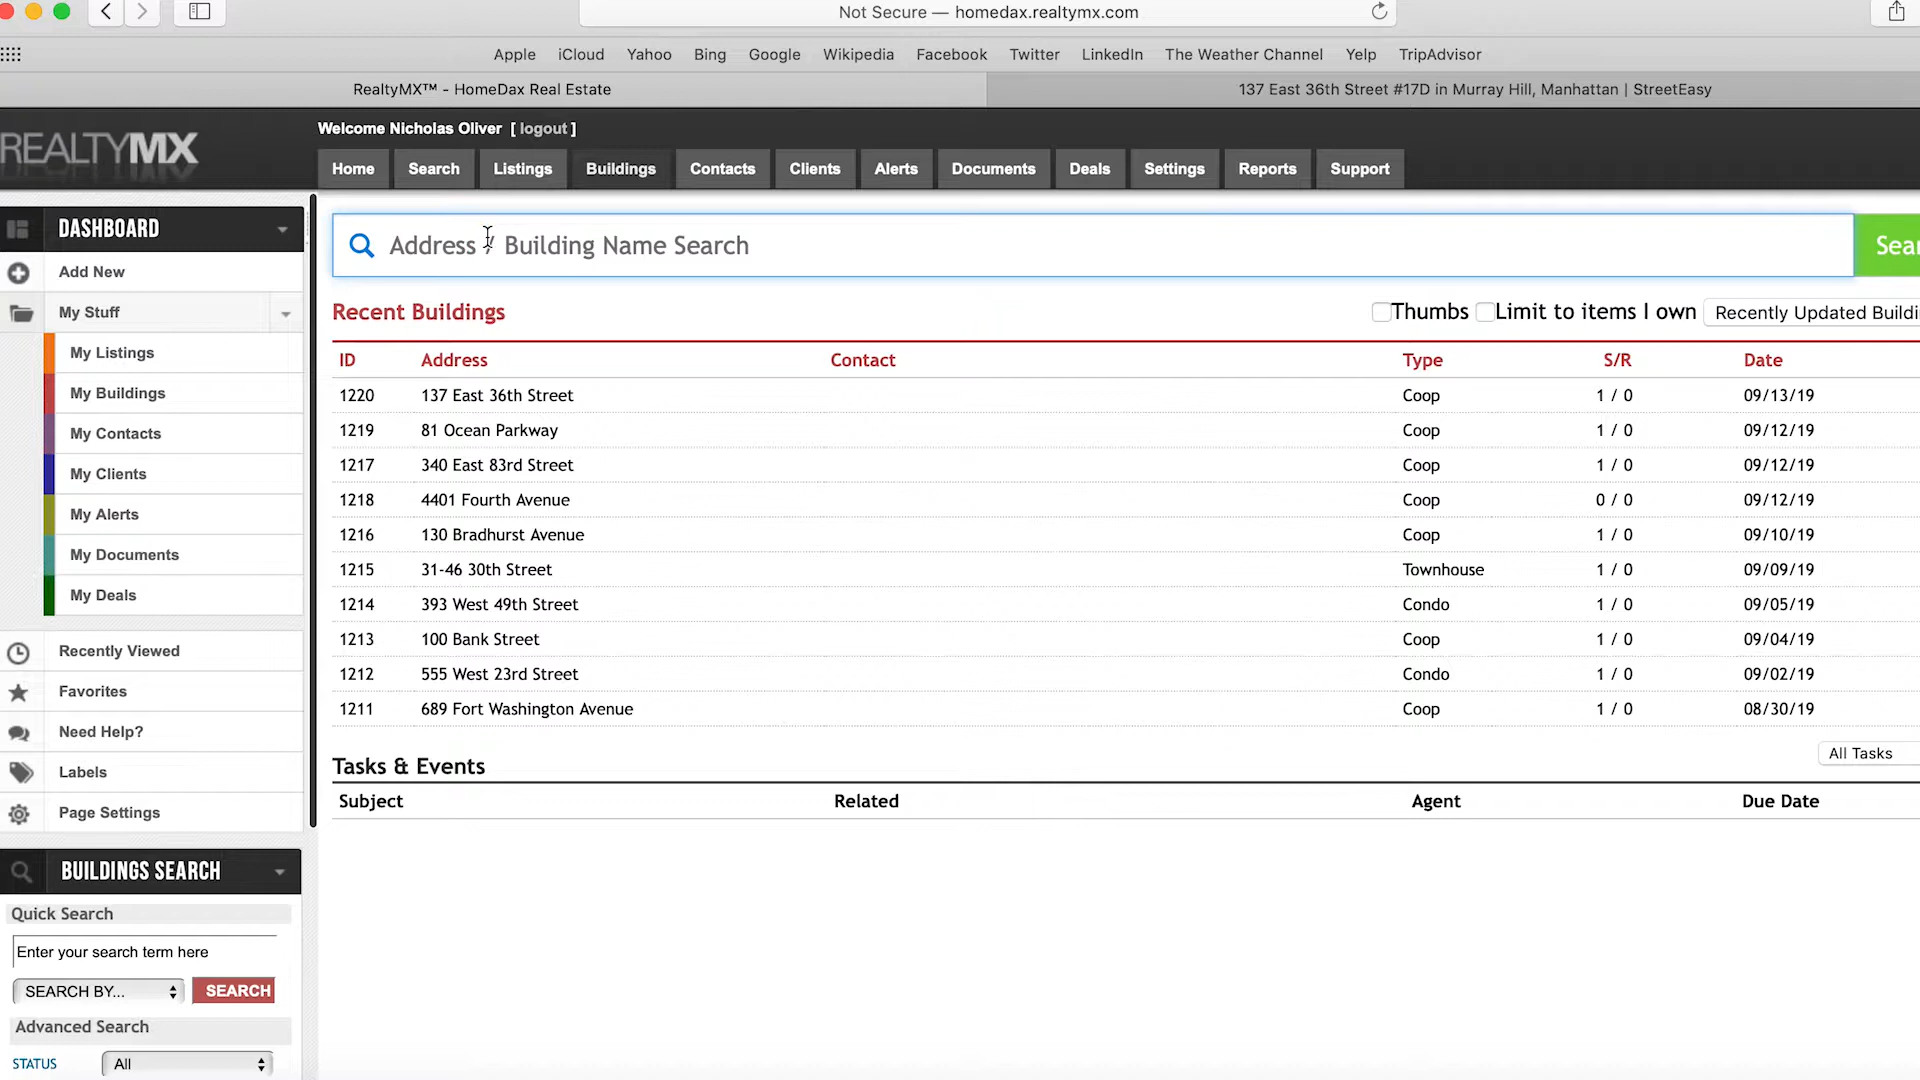 Not Secure — homedax.realtymx.com
Apple iCloud Yahoo Bing Google Wikipedia Facebook Twitter LinkedIn The Weather Channel Yelp TripAdvisor
RealtyMX™ - HomeDax Real Estate
137 East 36th Street #17D in Murray Hill, Manhattan | StreetEasy
REALTYMX
Welcome Nicholas Oliver [ logout ]
Home Search Listings Buildings Contacts Clients Alerts Documents Deals Settings Reports Support
DASHBOARD
Add New
My Stuff
My Listings
My Buildings
My Contacts
My Clients
My Alerts
My Documents
My Deals
Recently Viewed
Favorites
Need Help?
Labels
Page Settings
BUILDINGS SEARCH
Quick Search
Enter your search term here
SEARCH BY... SEARCH
Advanced Search
STATUS All
Address / Building Name Search
Recent Buildings Thumbs Limit to items I own Recently Updated
ID Address Contact Type S/R Date
1220 137 East 36th Street Coop 1 / 0 09/13/19
1219 81 Ocean Parkway Coop 1 / 0 09/12/19
1217 340 East 83rd Street Coop 1 / 0 09/12/19
1218 4401 Fourth Avenue Coop 0 / 0 09/12/19
1216 130 Bradhurst Avenue Coop 1 / 0 09/10/19
1215 31-46 30th Street Townhouse 1 / 0 09/09/19
1214 393 West 49th Street Condo 1 / 0 09/05/19
1213 100 Bank Street Coop 1 / 0 09/04/19
1212 555 West 23rd Street Condo 1 / 0 09/02/19
1211 689 Fort Washington Avenue Coop 1 / 0 08/30/19
Tasks & Events All Tasks
Subject Related Agent Due Date